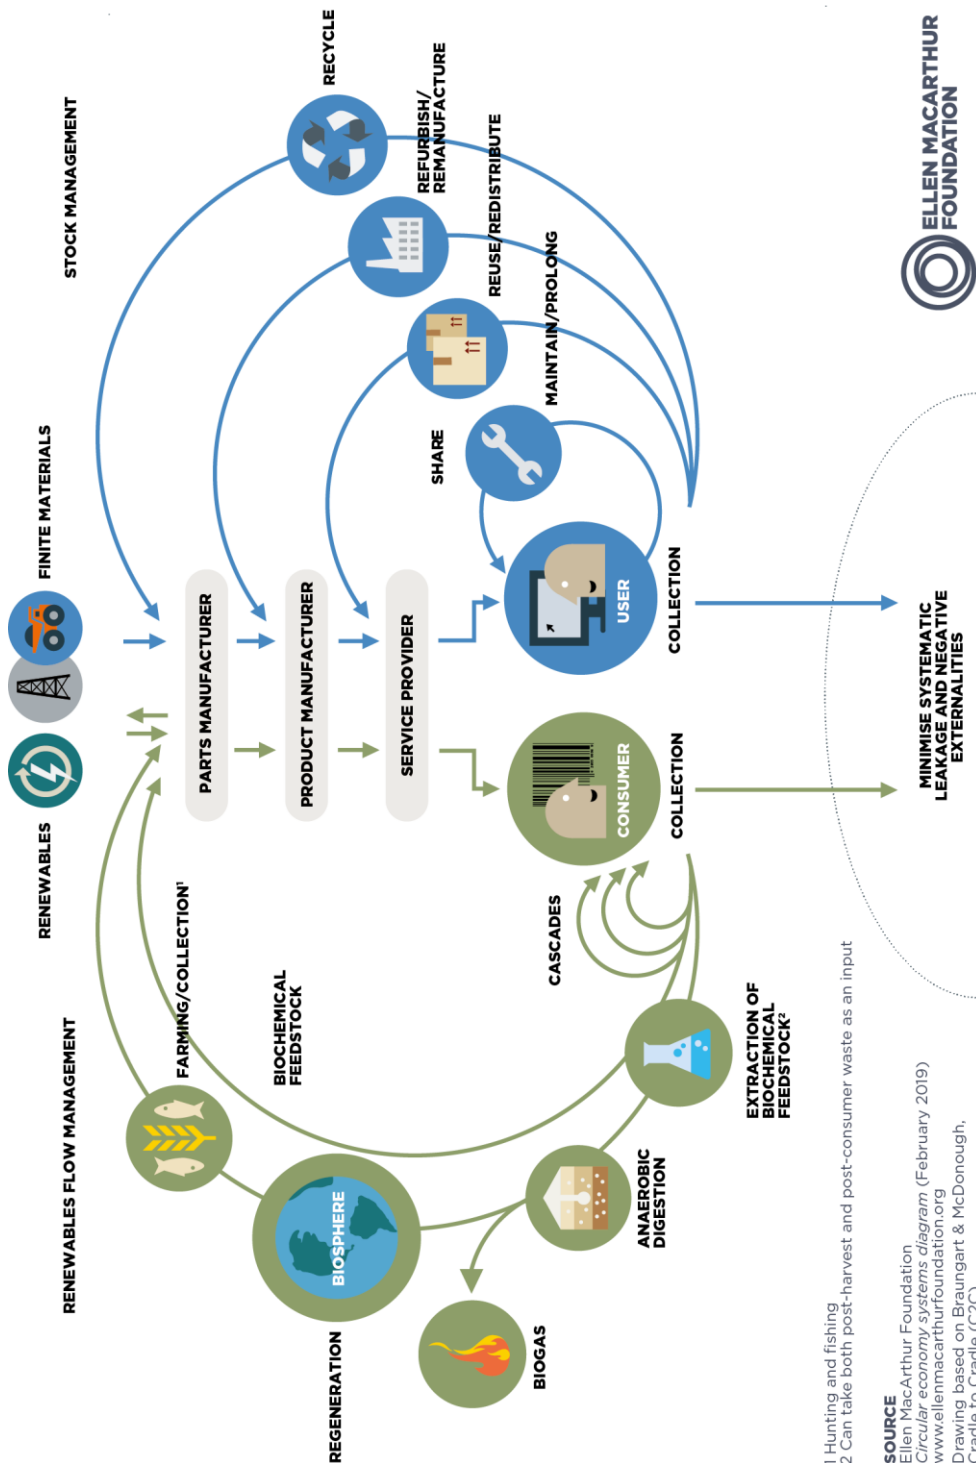 RENEWABLES
FINITE MATERIALS
RENEWABLES FLOW MANAGEMENT
STOCK MANAGEMENT
FARMING/COLLECTION¹
PARTS MANUFACTURER
RECYCLE
REGENERATION
BIOSPHERE
BIOCHEMICAL
FEEDSTOCK
PRODUCT MANUFACTURER
REFURBISH/
REMANUFACTURE
SERVICE PROVIDER
REUSE/REDISTRIBUTE
SHARE
MAINTAIN/PROLONG
BIOGAS
CASCADES
CONSUMER
USER
ANAEROBIC
DIGESTION
COLLECTION
COLLECTION
EXTRACTION OF
BIOCHEMICAL
FEEDSTOCK²
MINIMISE SYSTEMATIC
LEAKAGE AND NEGATIVE
EXTERNALITIES
1 Hunting and fishing
2 Can take both post-harvest and post-consumer waste as an input
SOURCE
Ellen MacArthur Foundation
Circular economy systems diagram (February 2019)
www.ellenmacarthurfoundation.org
Drawing based on Braungart & McDonough,
Cradle to Cradle (C2C)
ELLEN MACARTHUR
FOUNDATION